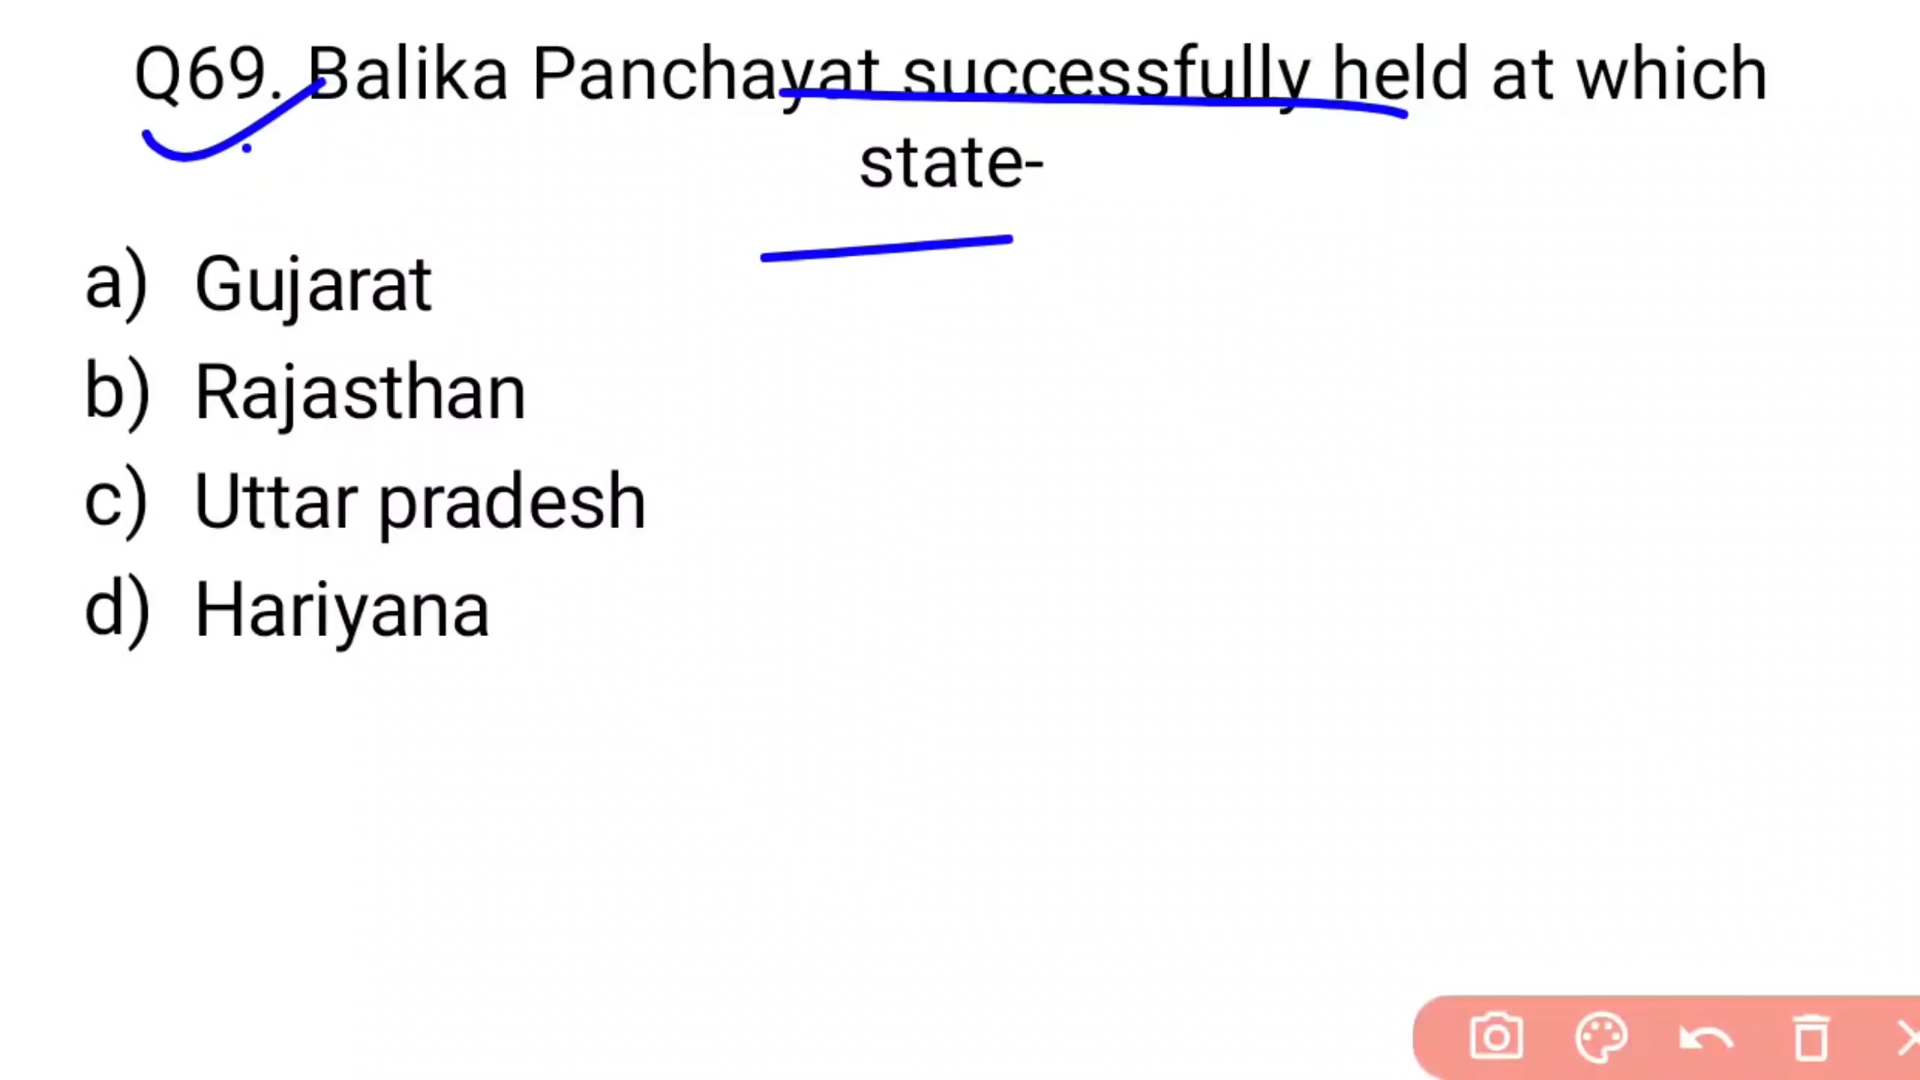 Q69. Balika Panchayat successfully held at which
state-
a) Gujarat
b) Rajasthan
c) Uttar pradesh
d) Hariyana